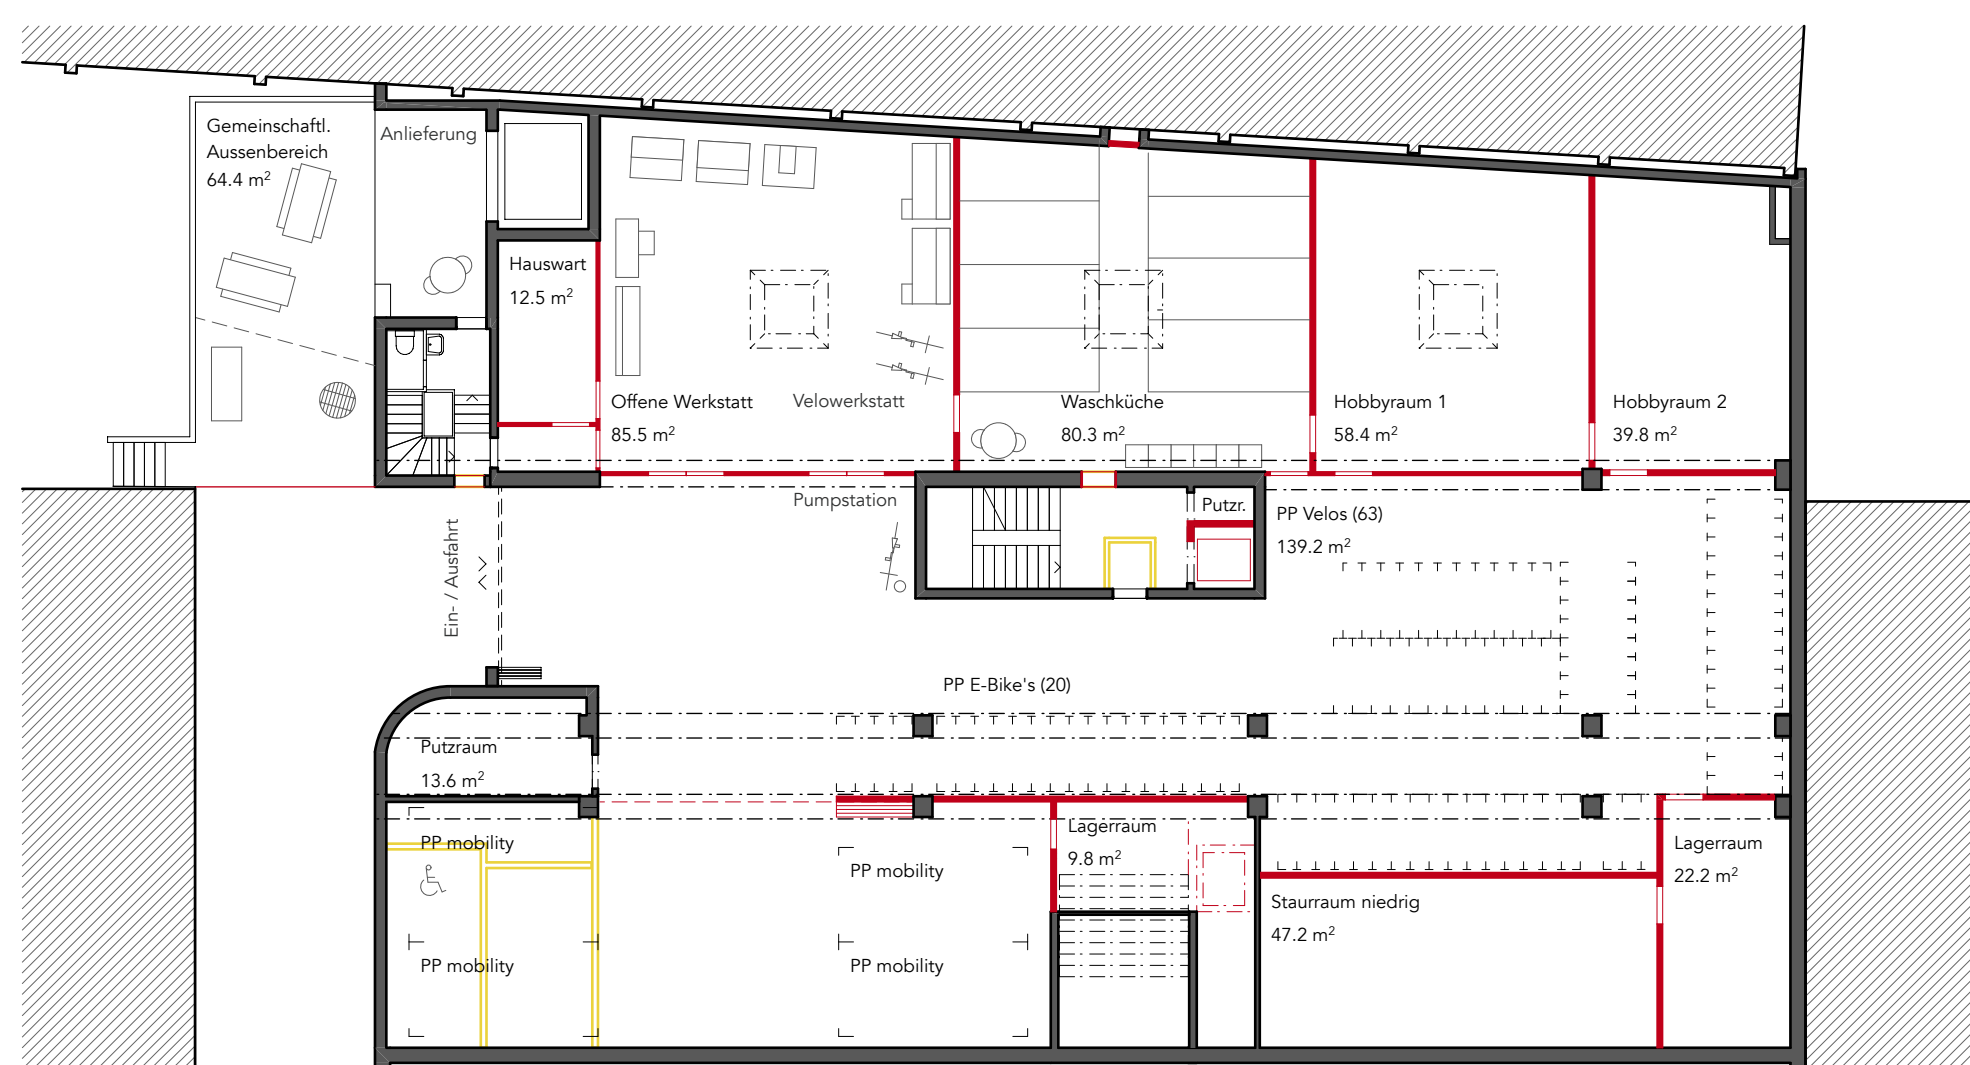 Gemeinschaftl.
Aussenbereich
64.4 m²
Anlieferung
Hauswart
12.5 m²
Offene Werkstatt
85.5 m²
Velowerkstatt
Waschküche
80.3 m²
Hobbyraum 1
58.4 m²
Hobbyraum 2
39.8 m²
Pumpstation
Putzr.
PP Velos (63)
139.2 m²
Ein- / Ausfahrt
PP E-Bike's (20)
Putzraum
13.6 m²
PP mobility
PP mobility
PP mobility
PP mobility
Lagerraum
9.8 m²
Staurraum niedrig
47.2 m²
Lagerraum
22.2 m²